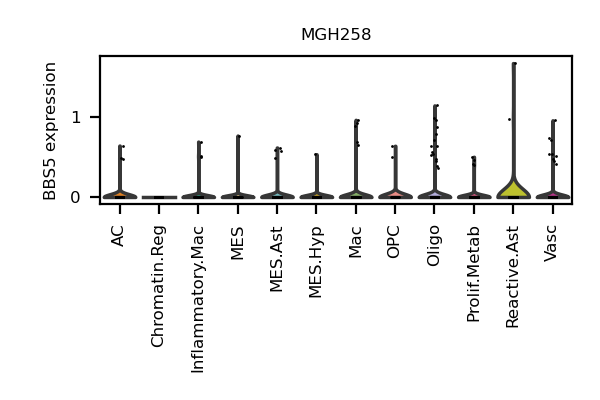 MGH258
BBS5 expression
1
0
AC
Chromatin.Reg
Inflammatory.Mac
MES
MES.Ast
MES.Hyp
Mac
OPC
Oligo
Prolif.Metab
Reactive.Ast
Vasc